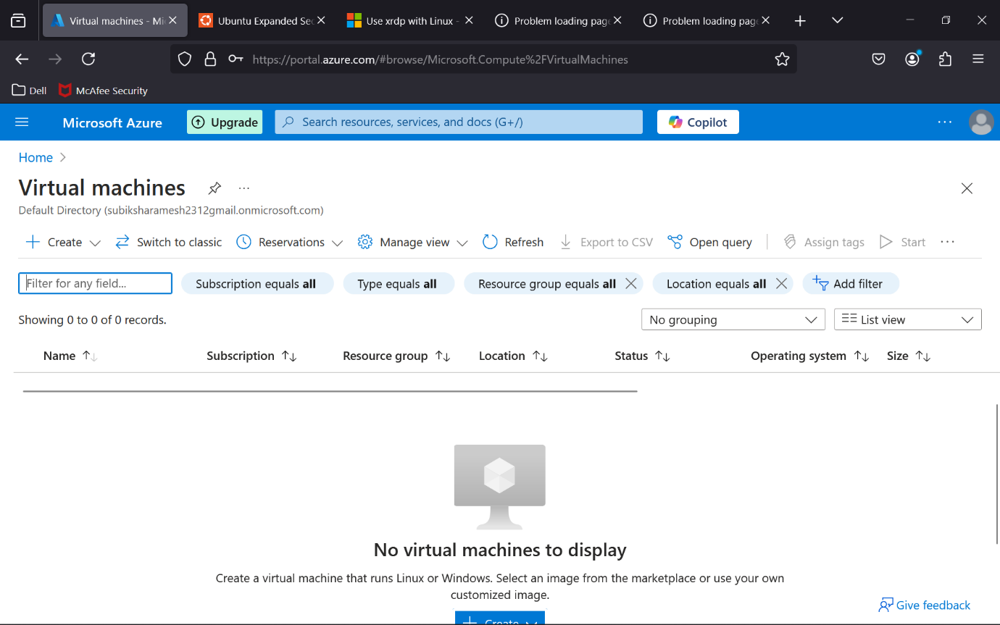 Virtual machines - Mi
Ubuntu Expanded Sec
Use xrdp with Linux -
Problem loading page
Problem loading page
https://portal.azure.com/#browse/Microsoft.Compute%2FVirtualMachines
Dell
McAfee Security
Microsoft Azure
Upgrade
Search resources, services, and docs (G+/)
Copilot
Home
Virtual machines
Default Directory (subiksharamesh2312gmail.onmicrosoft.com)
Create
Switch to classic
Reservations
Manage view
Refresh
Export to CSV
Open query
Assign tags
Start
Filter for any field...
Subscription equals all
Type equals all
Resource group equals all
Location equals all
Add filter
Showing 0 to 0 of 0 records.
No grouping
List view
Name
Subscription
Resource group
Location
Status
Operating system
Size
No virtual machines to display
Create a virtual machine that runs Linux or Windows. Select an image from the marketplace or use your own
customized image.
Give feedback
Create